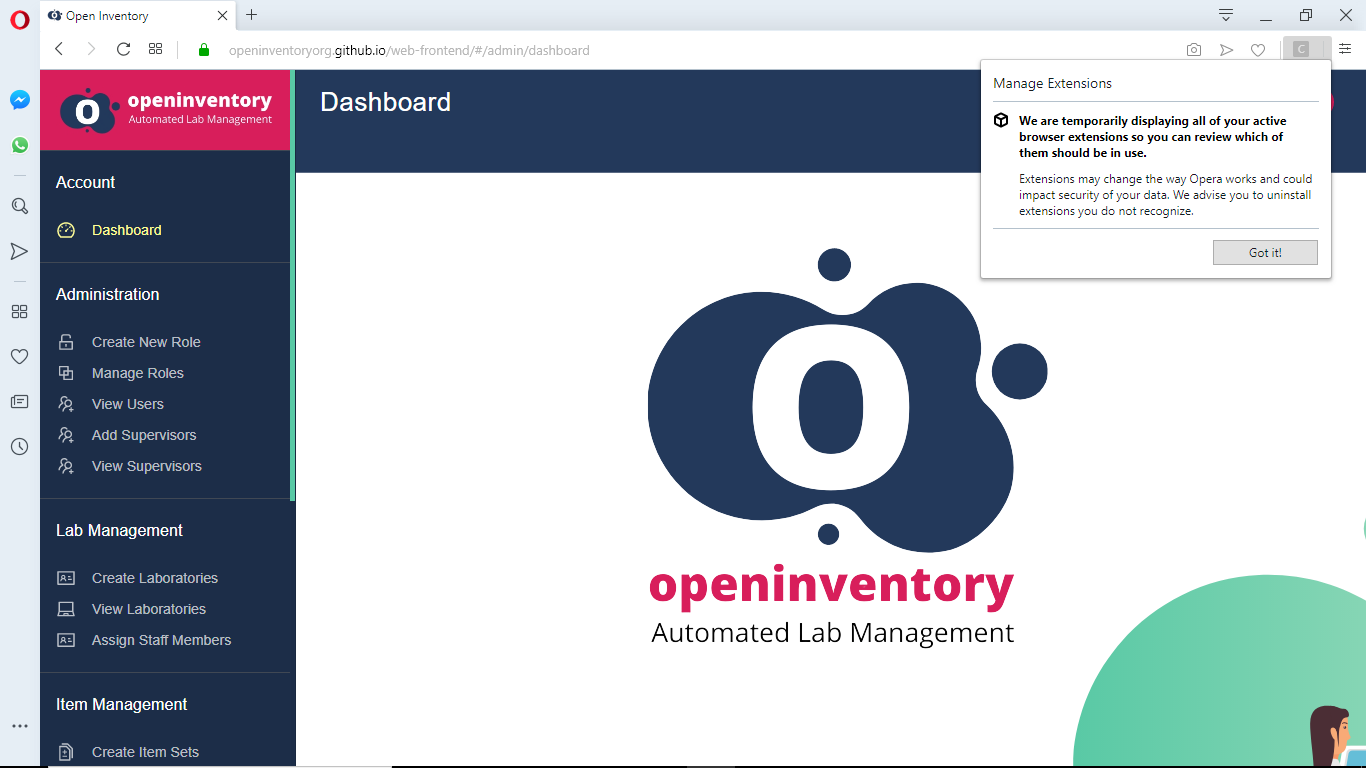 Open Inventory
openinventoryorg.github.io/web-frontend/#/admin/dashboard
C
Manage Extensions
We are temporarily displaying all of your active
browser extensions so you can review which of
them should be in use.
Extensions may change the way Opera works and could
impact security of your data. We advise you to uninstall
extensions you do not recognize.
Got it!
O
openinventory
Automated Lab Management
Dashboard
Account
Dashboard
Administration
Create New Role
Manage Roles
View Users
Add Supervisors
View Supervisors
Lab Management
Create Laboratories
View Laboratories
Assign Staff Members
Item Management
Create Item Sets
O
openinventory
Automated Lab Management